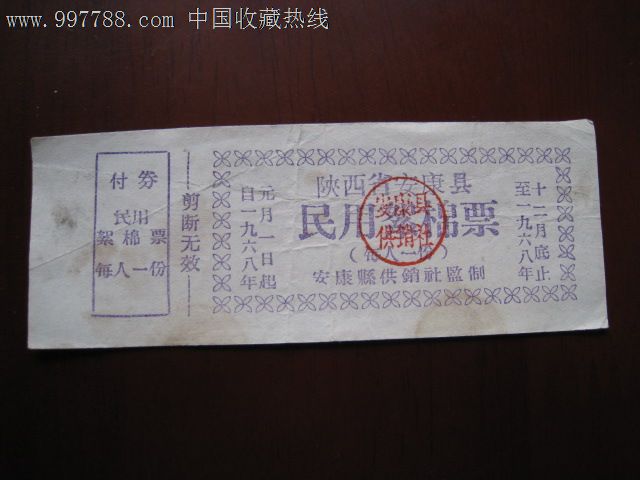 www.997788.com 中国收藏热线
付券
民用
絮棉票
每人一份
剪断无效
自一九六八年
元月一日起
陕西省安康县
民用絮棉票
(每人一份)
安康縣供銷社监制
安康县
供销社
至一九六八年
十二月底止